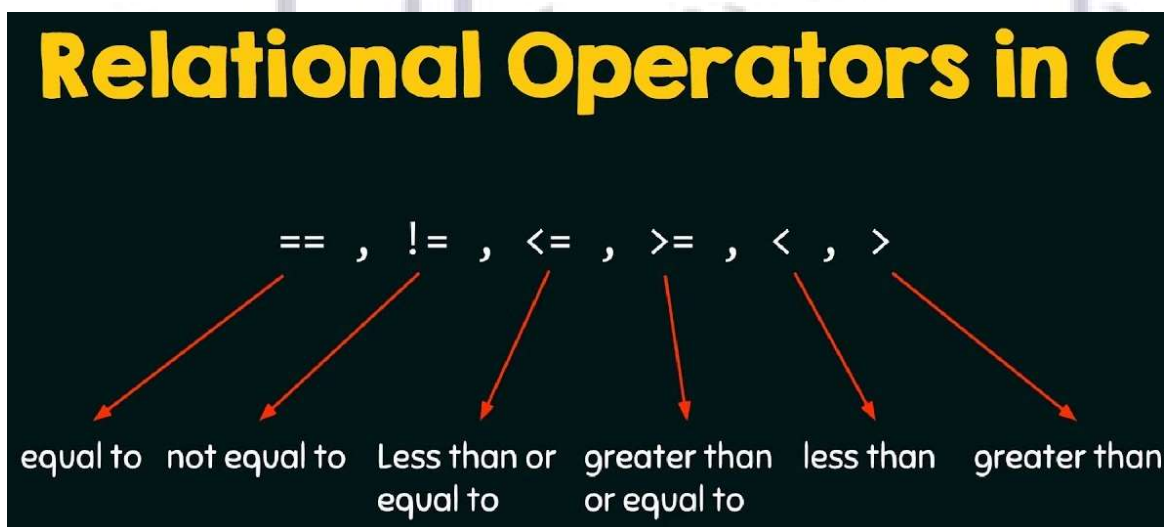 Relational Operators in C
== , != , <= , >= , < , >
equal to not equal to Less than or equal to greater than or equal to less than greater than